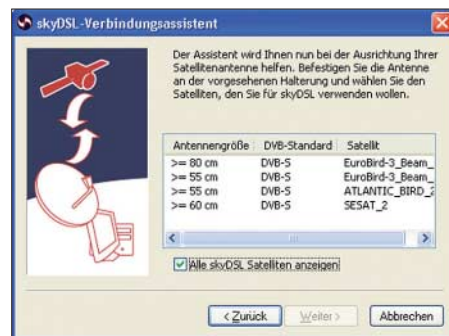 skyDSL-Verbindungsassistent
Der Assistent wird Ihnen nun bei der Ausrichtung Ihrer
Satellitenantenne helfen. Befestigen Sie die Antenne
an der vorgesehenen Halterung und wählen Sie den
Satelliten, den Sie für skyDSL verwenden wollen.
Antennengröße DVB-Standard Satellit
>= 80 cm DVB-S EuroBird-3_Beam_
>= 55 cm DVB-S EuroBird-3_Beam_
>= 55 cm DVB-S ATLANTIC_BIRD_2
>= 60 cm DVB-S SESAT_2
Alle skyDSL Satelliten anzeigen
< Zurück Weiter > Abbrechen